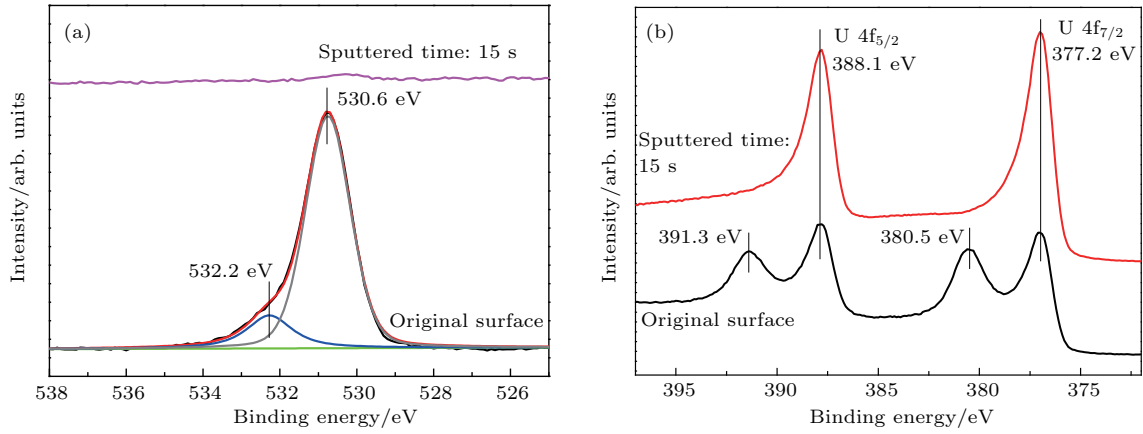 (a)
Sputtered time: 15 s
530.6 eV
532.2 eV
Original surface
Intensity/arb. units
538 536 534 532 530 528 526
Binding energy/eV
(b)
U 4f5/2
388.1 eV
U 4f7/2
377.2 eV
Sputtered time:
15 s
391.3 eV
380.5 eV
Original surface
Intensity/arb. units
395 390 385 380 375
Binding energy/eV